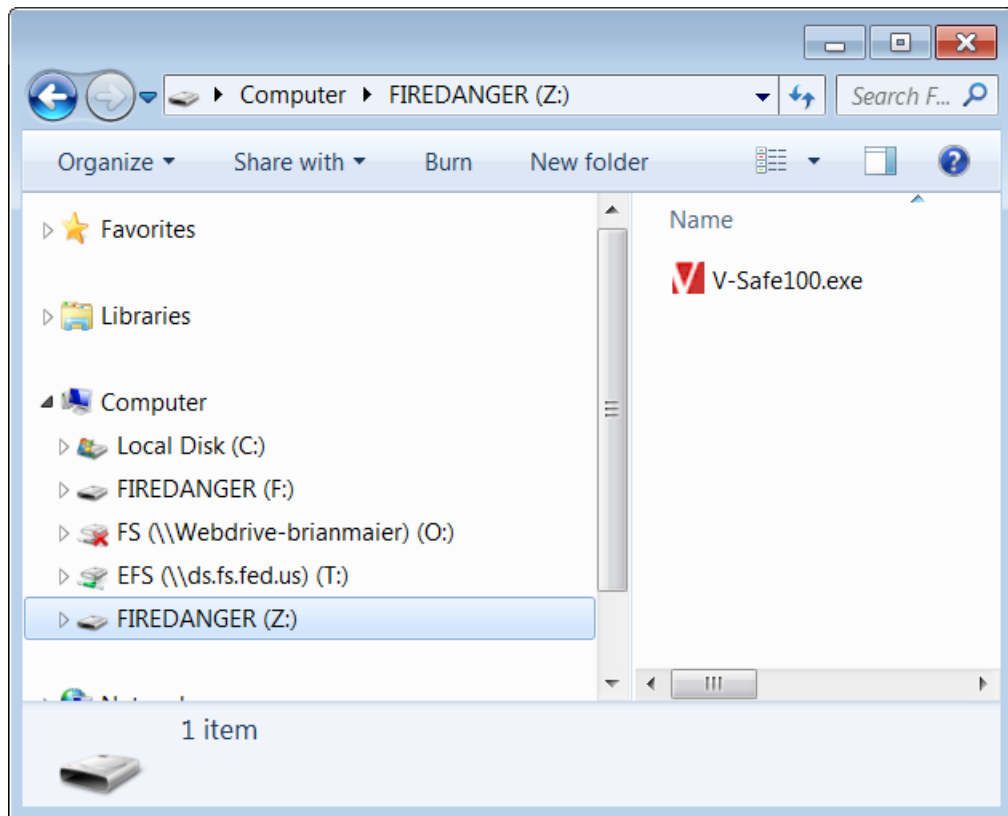 Computer FIREDANGER (Z:) Search F...
Organize Share with Burn New folder
Favorites
Libraries
Computer
Local Disk (C:)
FIREDANGER (F:)
FS (\\Webdrive-brianmaier) (O:)
EFS (\\ds.fs.fed.us) (T:)
FIREDANGER (Z:)
Name
V-Safe100.exe
1 item